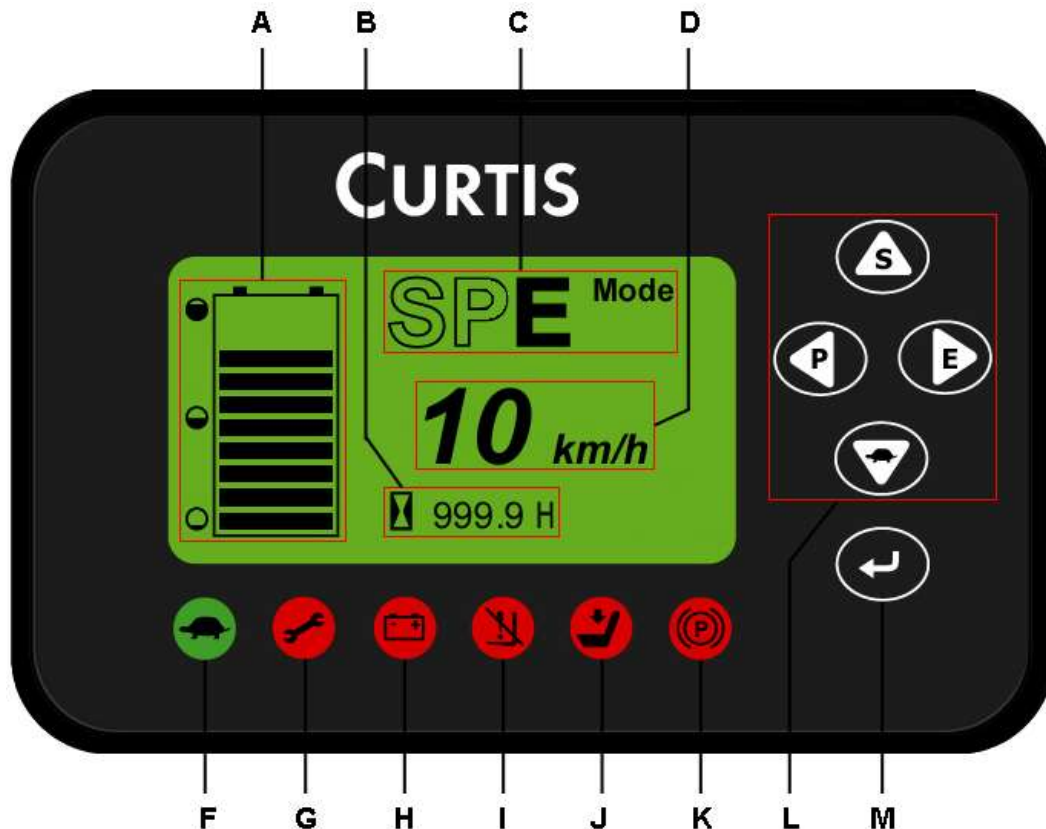 A B C D
CURTIS
SPE Mode
S
P E
10 km/h
999.9 H
P
F G H I J K L M